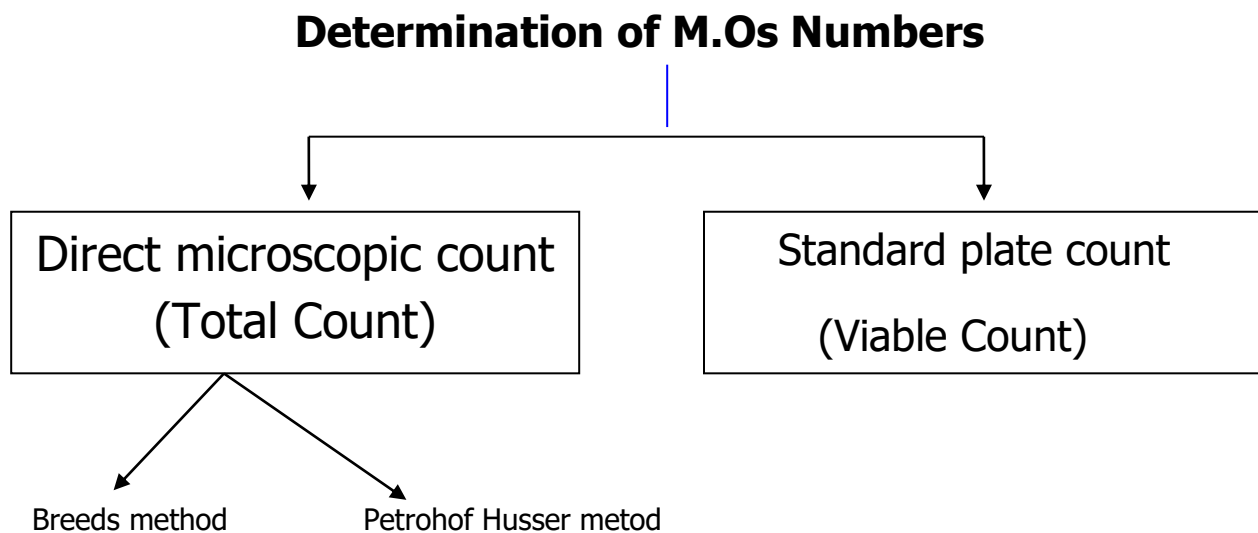 Determination of M.Os Numbers
Direct microscopic count
(Total Count)
Standard plate count
(Viable Count)
Breeds method
Petrohof Husser metod